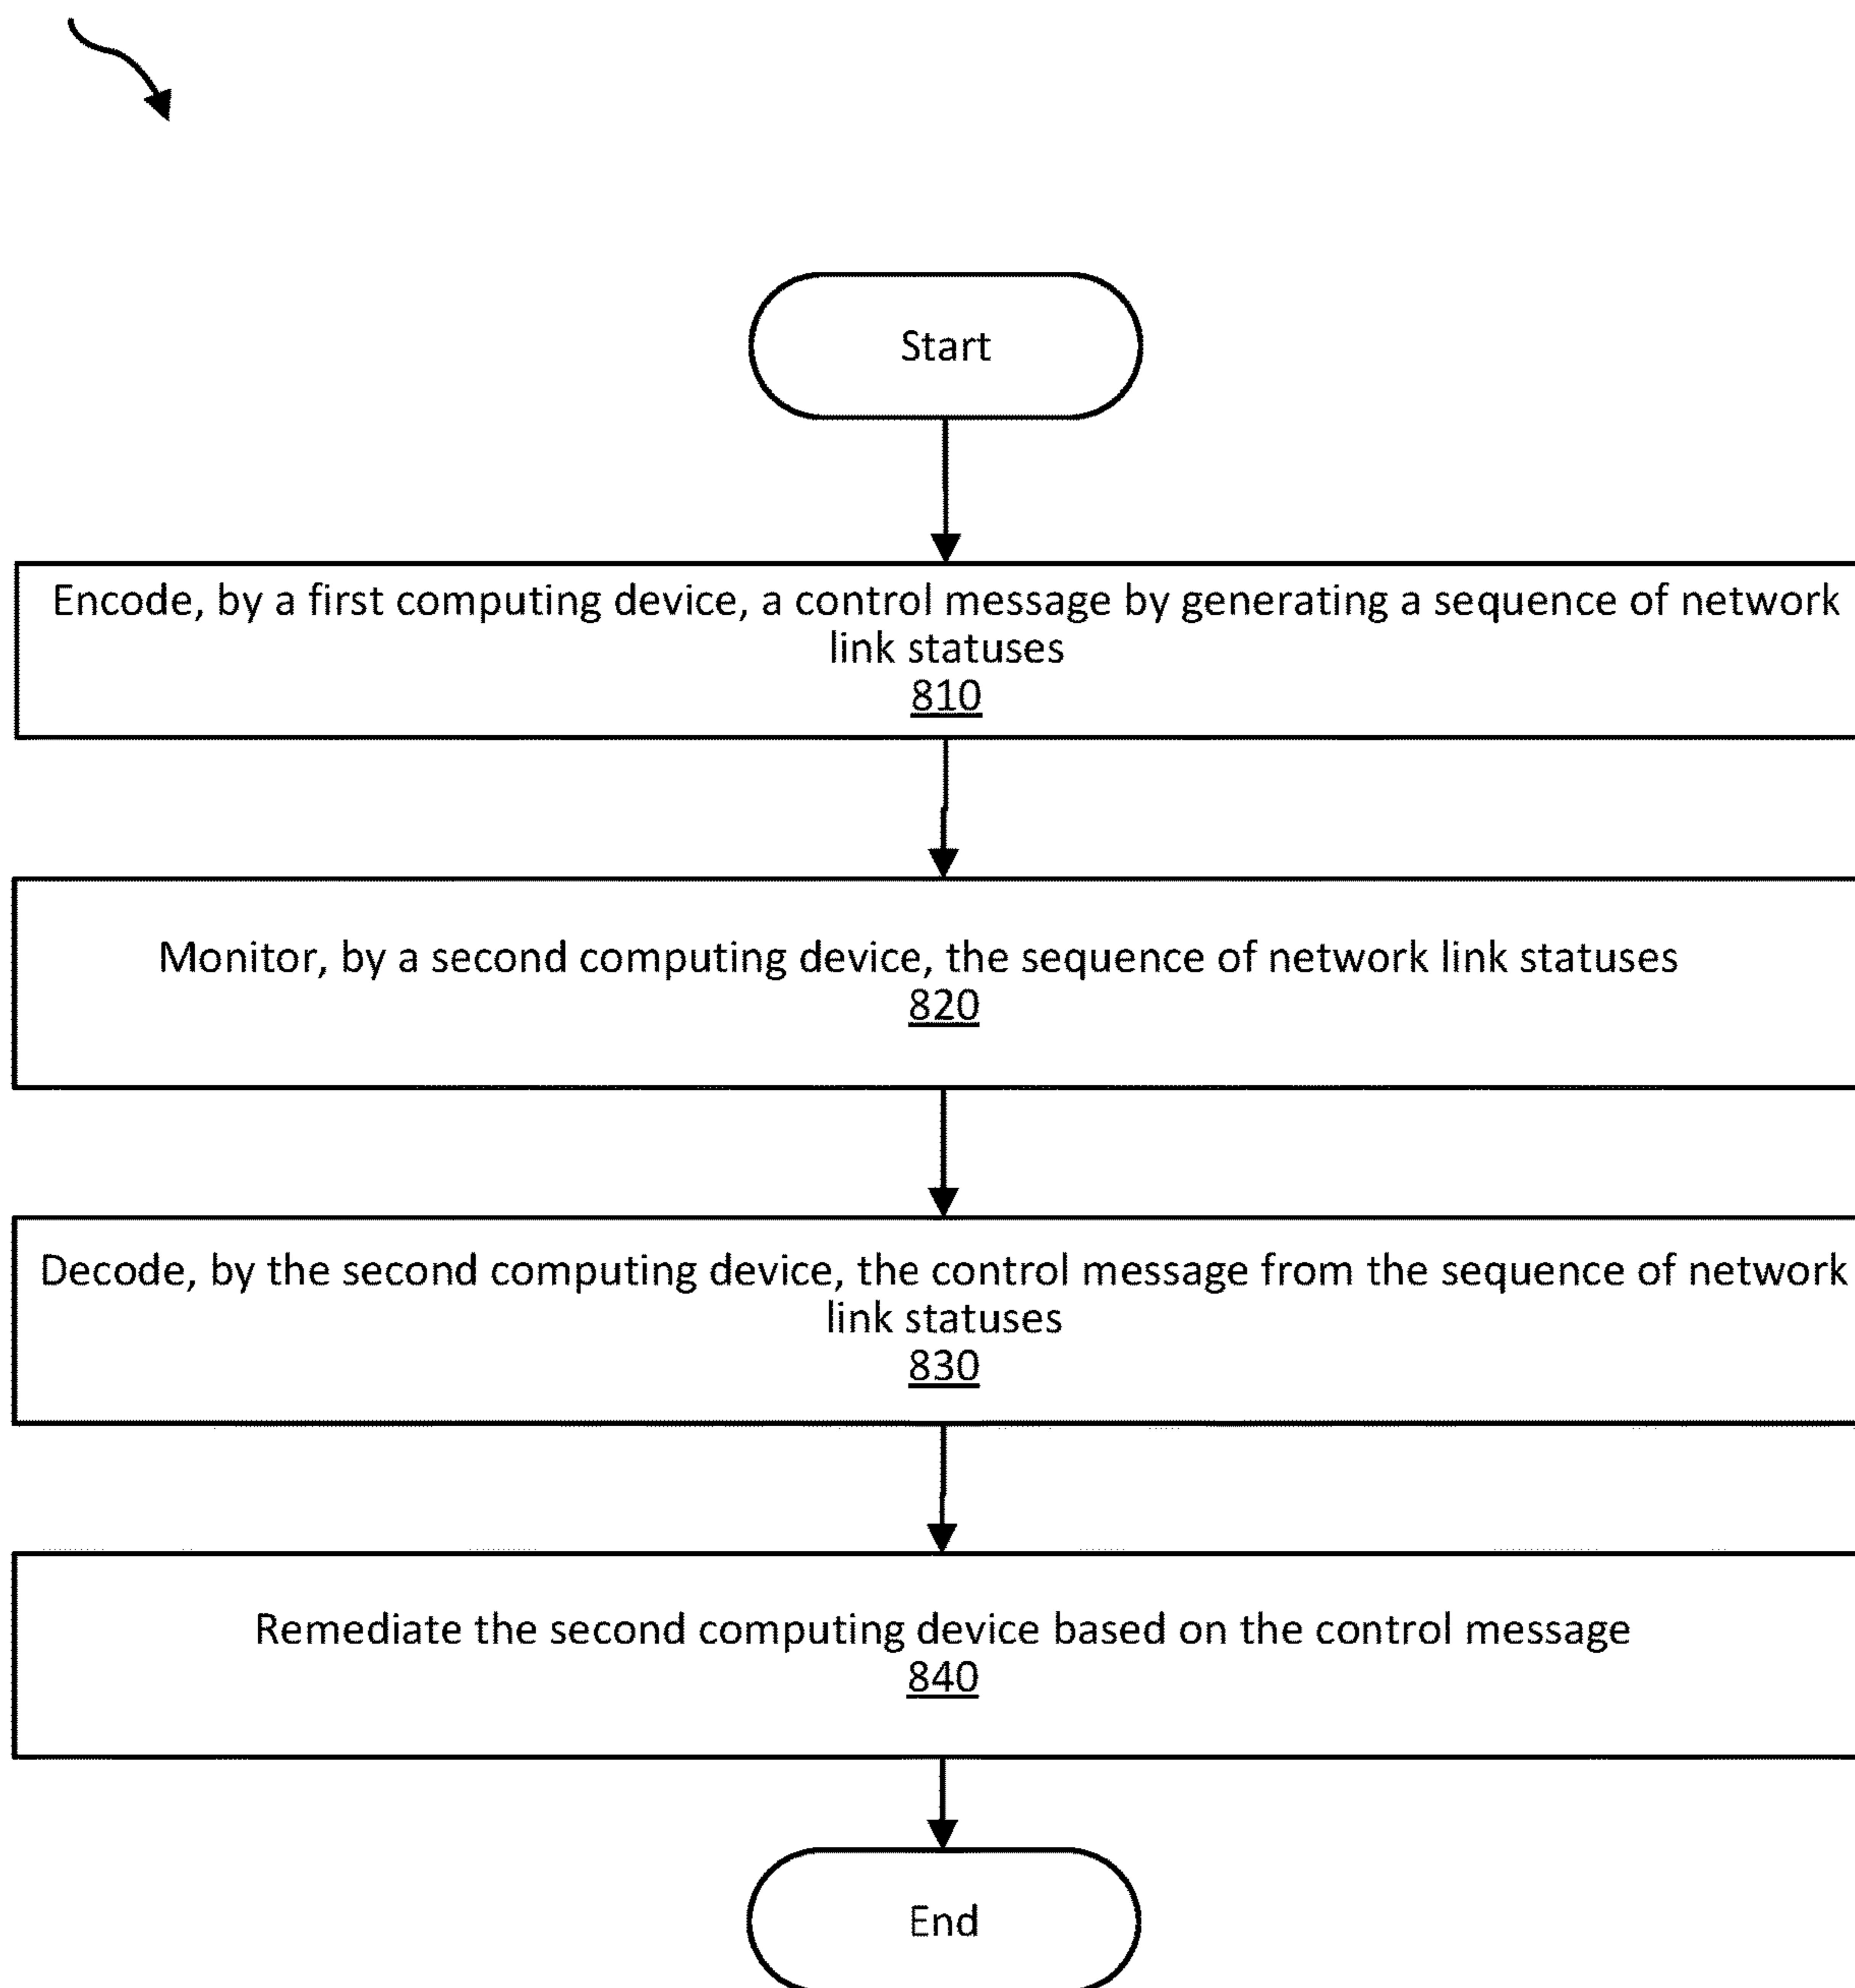 Start
Encode, by a first computing device, a control message by generating a sequence of network
link statuses
810
Monitor, by a second computing device, the sequence of network link statuses
820
Decode, by the second computing device, the control message from the sequence of network
link statuses
830
Remediate the second computing device based on the control message
840
End